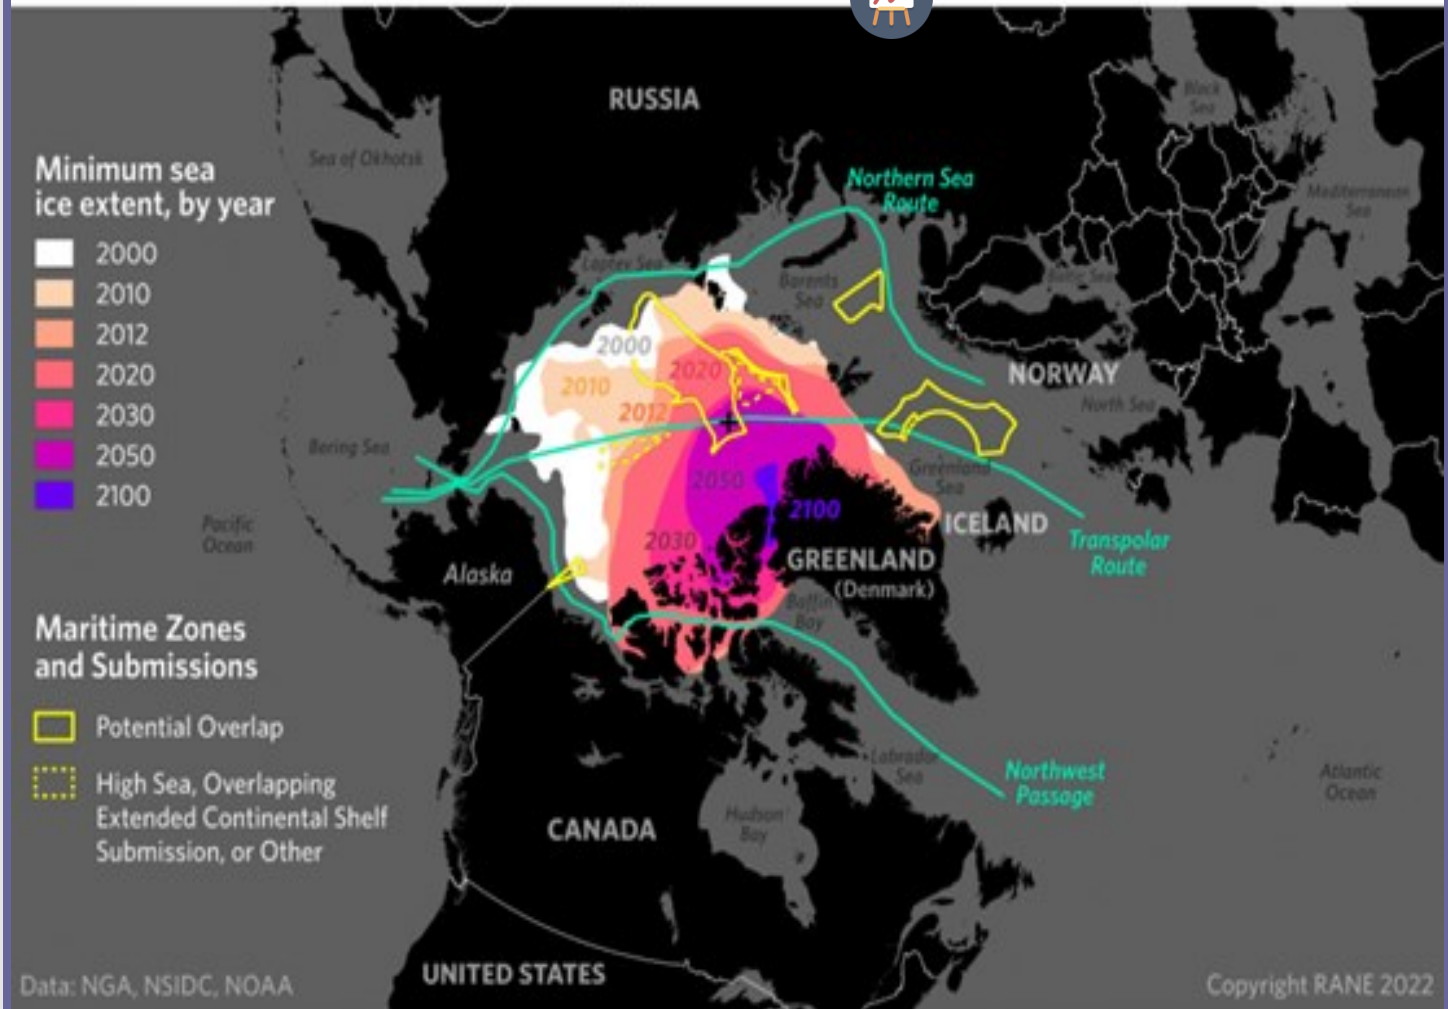 RUSSIA
Black
Sea
Sea of Okhotsk
Minimum sea
ice extent, by year
2000
2010
2012
2020
2030
2050
2100
Northern Sea
Route
Mediterranean
Sea
Laptev Sea
Barents
Sea
Baltic Sea
2000
2020
2010
2012
NORWAY
North Sea
Bering Sea
Greenland
Sea
2050
2100
Pacific
Ocean
ICELAND
Transpolar
Route
2030
GREENLAND
(Denmark)
Alaska
Baffin
Bay
Maritime Zones
and Submissions
Potential Overlap
High Sea, Overlapping
Extended Continental Shelf
Submission, or Other
Labrador
Sea
Northwest
Passage
Atlantic
Ocean
Hudson
Bay
CANADA
UNITED STATES
Data: NGA, NSIDC, NOAA
Copyright RANE 2022